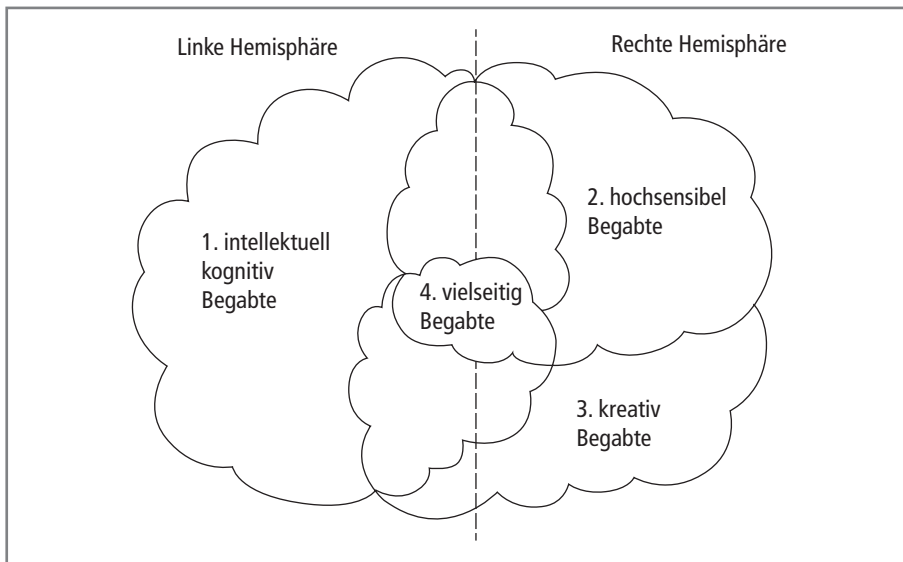 Linke Hemisphäre
Rechte Hemisphäre
1. intellektuell
kognitiv
Begabte
2. hochsensibel
Begabte
4. vielseitig
Begabte
3. kreativ
Begabte